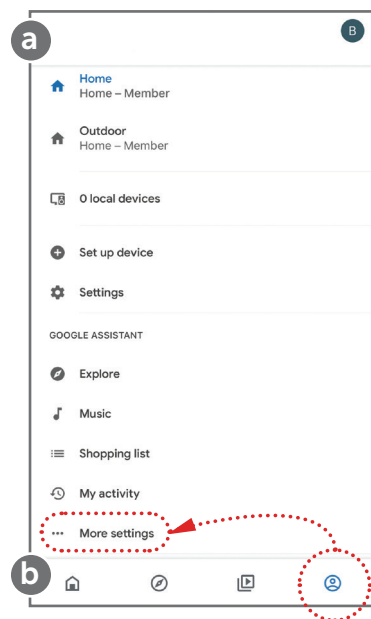 a
B
Home
Home – Member
Outdoor
Home – Member
0 local devices
Set up device
Settings
GOOGLE ASSISTANT
Explore
Music
Shopping list
My activity
More settings
b